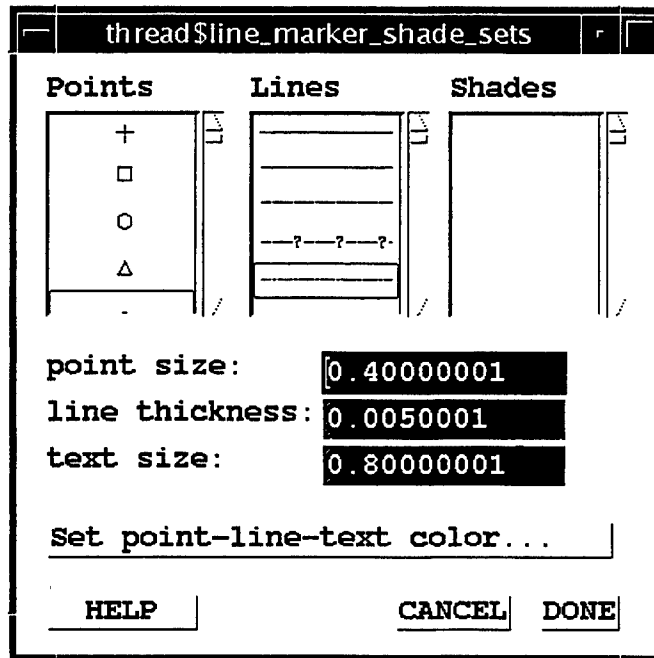 thread$line_marker_shade_sets
Points Lines Shades
——?——?——?-
point size: 0.40000001
line thickness: 0.0050001
text size: 0.80000001
Set point-line-text color...
HELP CANCEL DONE